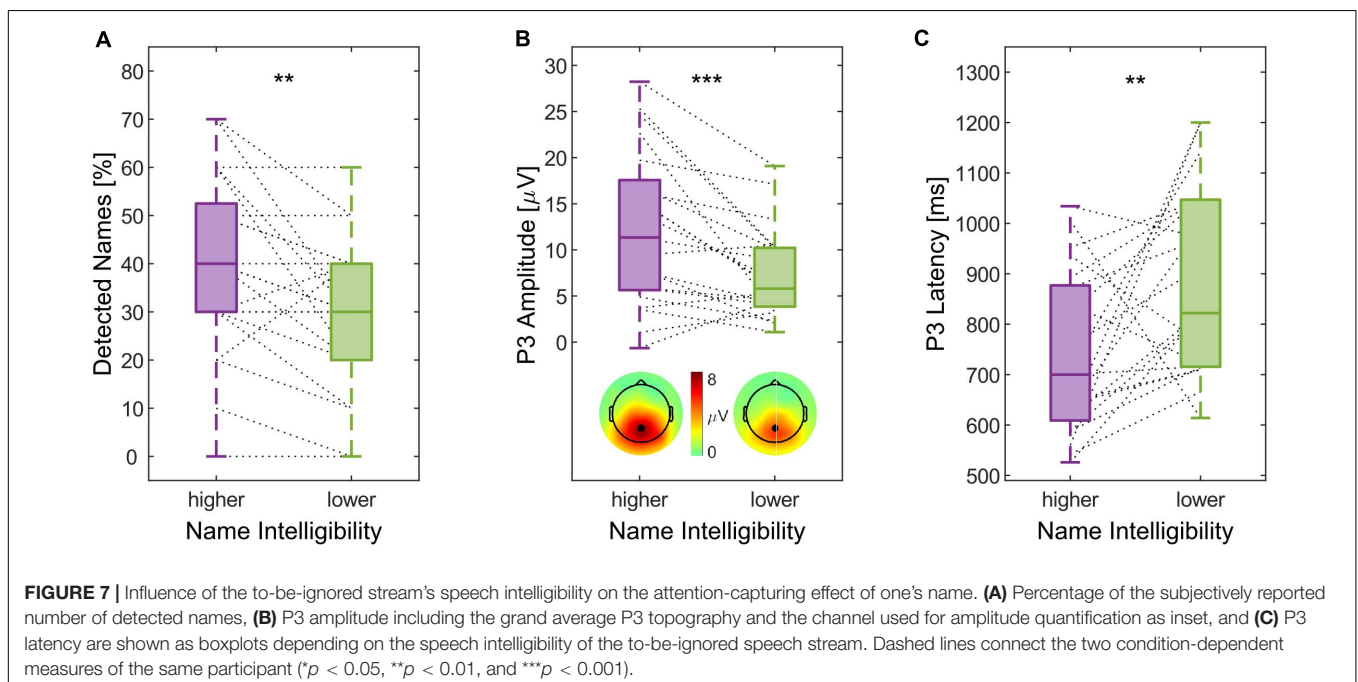 A
**
80
70
60
50
40
30
20
10
0
Detected Names [%]
higher lower
Name Intelligibility
B
***
30
25
20
15
10
5
0
P3 Amplitude [μV]
8
μV
0
higher lower
Name Intelligibility
C
**
1300
1200
1100
1000
900
800
700
600
500
P3 Latency [ms]
higher lower
Name Intelligibility
FIGURE 7 | Influence of the to-be-ignored stream's speech intelligibility on the attention-capturing effect of one's name. (A) Percentage of the subjectively reported
number of detected names, (B) P3 amplitude including the grand average P3 topography and the channel used for amplitude quantification as inset, and (C) P3
latency are shown as boxplots depending on the speech intelligibility of the to-be-ignored speech stream. Dashed lines connect the two condition-dependent
measures of the same participant (*p < 0.05, **p < 0.01, and ***p < 0.001).